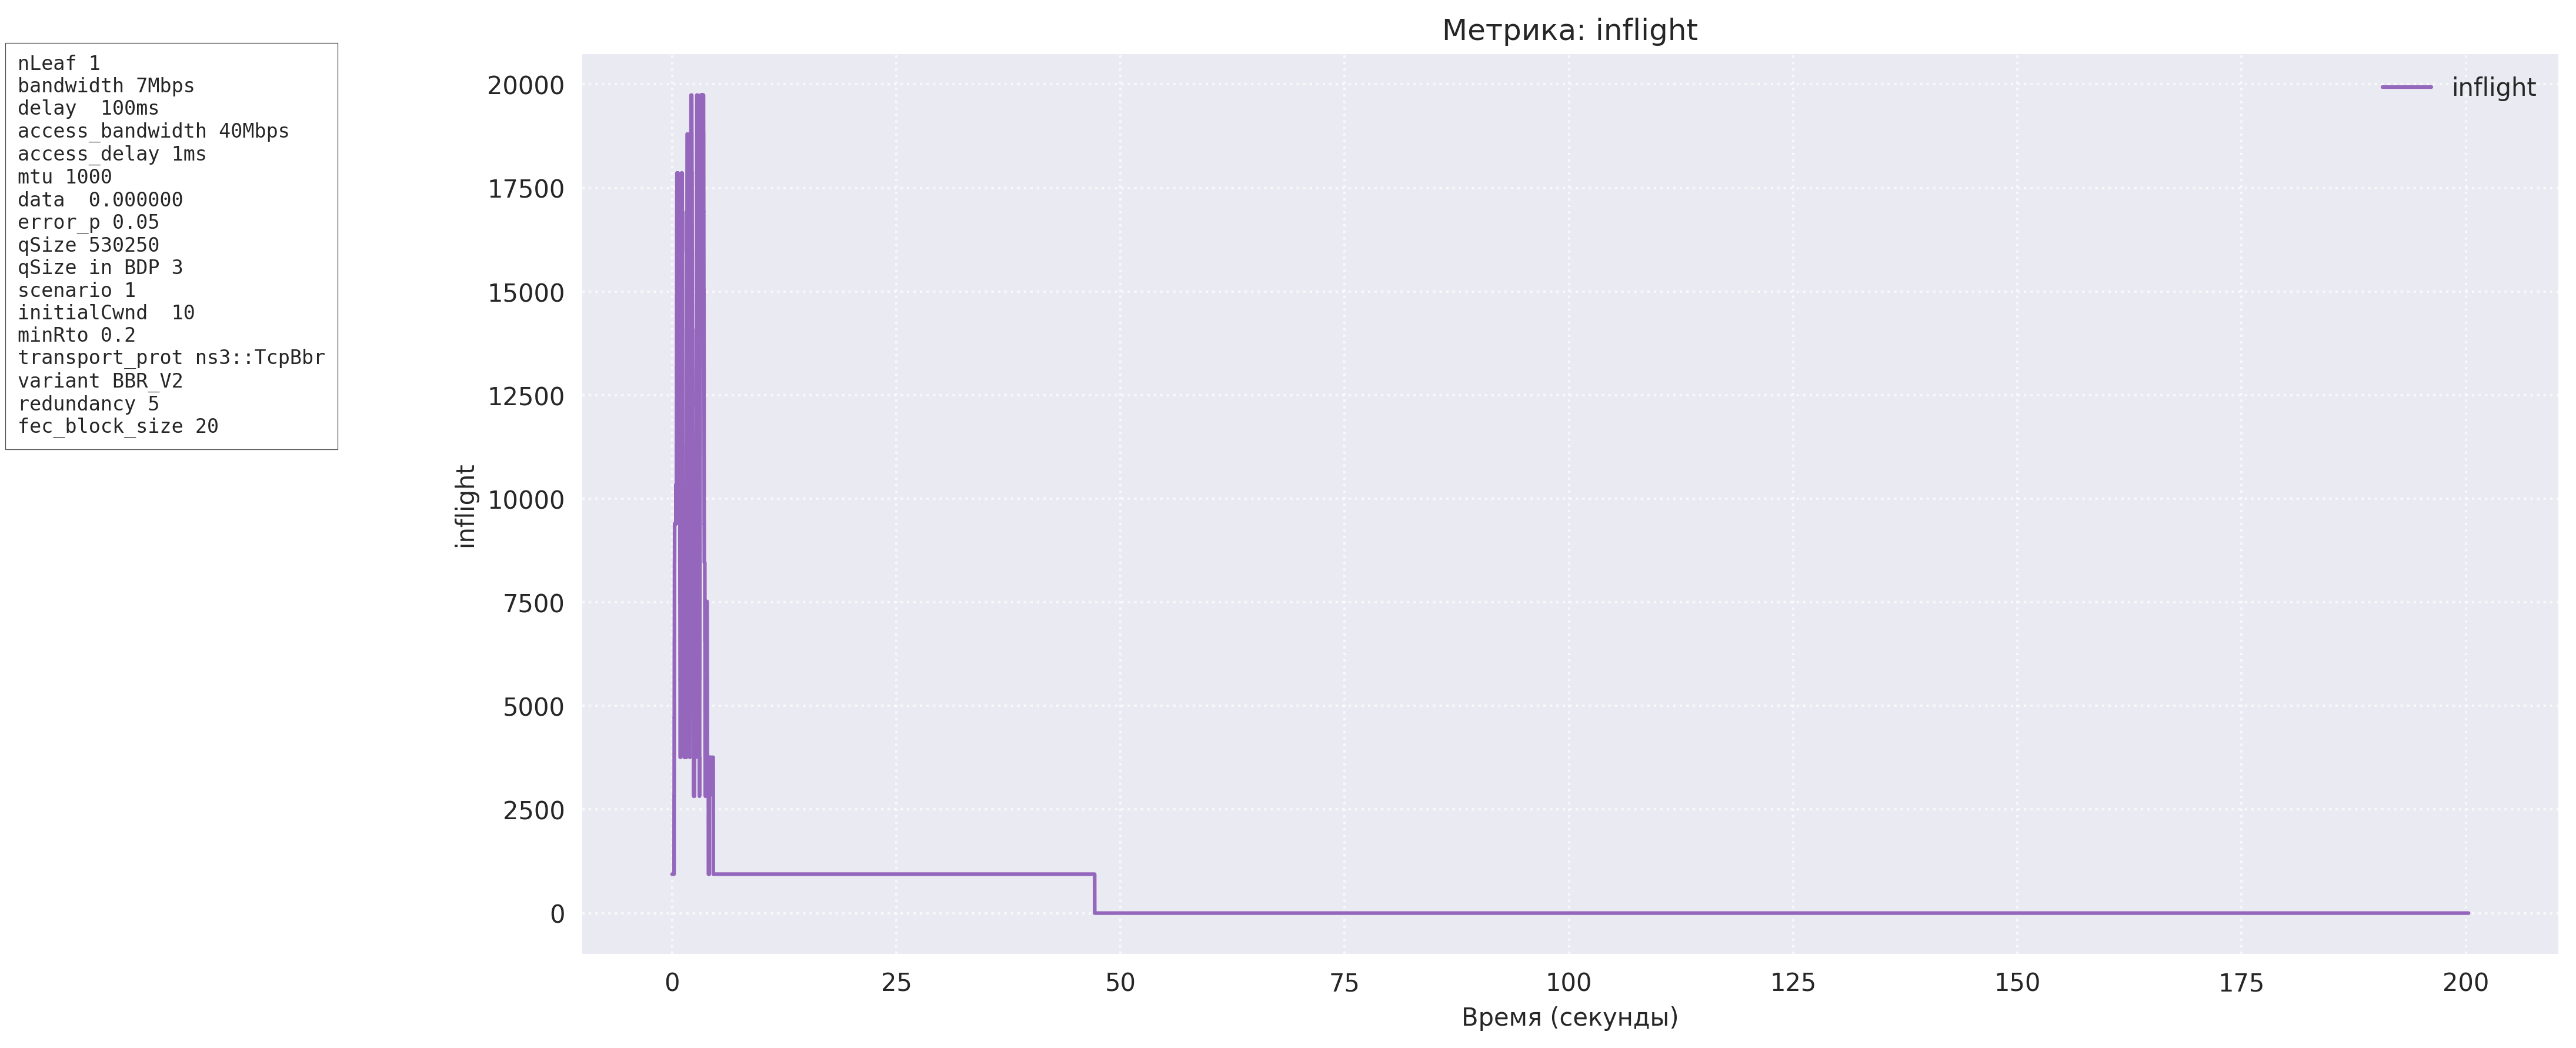 nLeaf 1
bandwidth 7Mbps
delay  100ms
access_bandwidth 40Mbps
access_delay 1ms
mtu 1000
data  0.000000
error_p 0.05
qSize 530250
qSize in BDP 3
scenario 1
initialCwnd  10
minRto 0.2
transport_prot ns3::TcpBbr
variant BBR_V2
redundancy 5
fec_block_size 20
Метрика: inflight
inflight
20000
17500
15000
12500
10000
7500
5000
2500
0
inflight
0 25 50 75 100 125 150 175 200
Время (секунды)